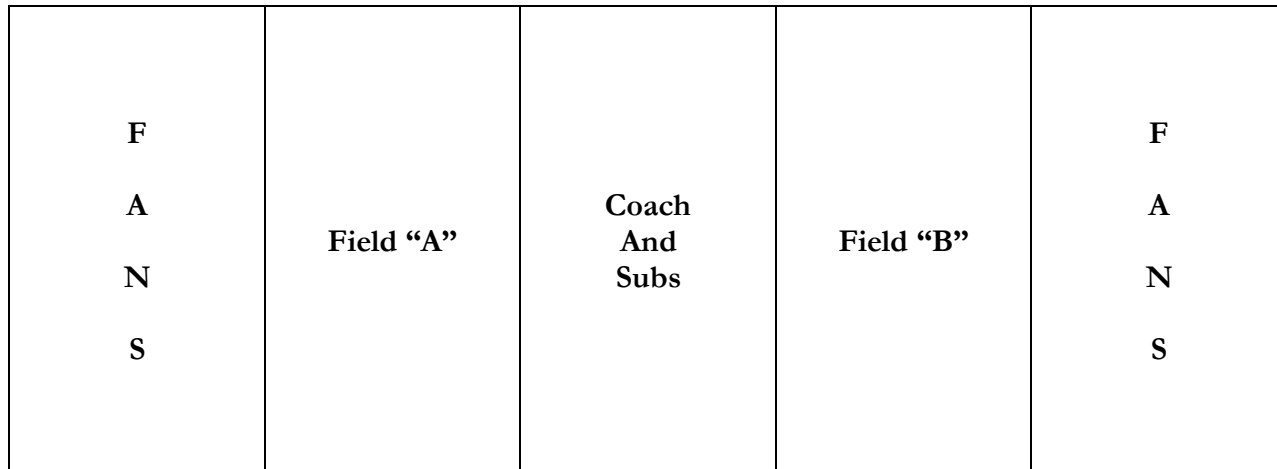 F
A
N
S
Field “A”
Coach
And
Subs
Field “B”
F
A
N
S